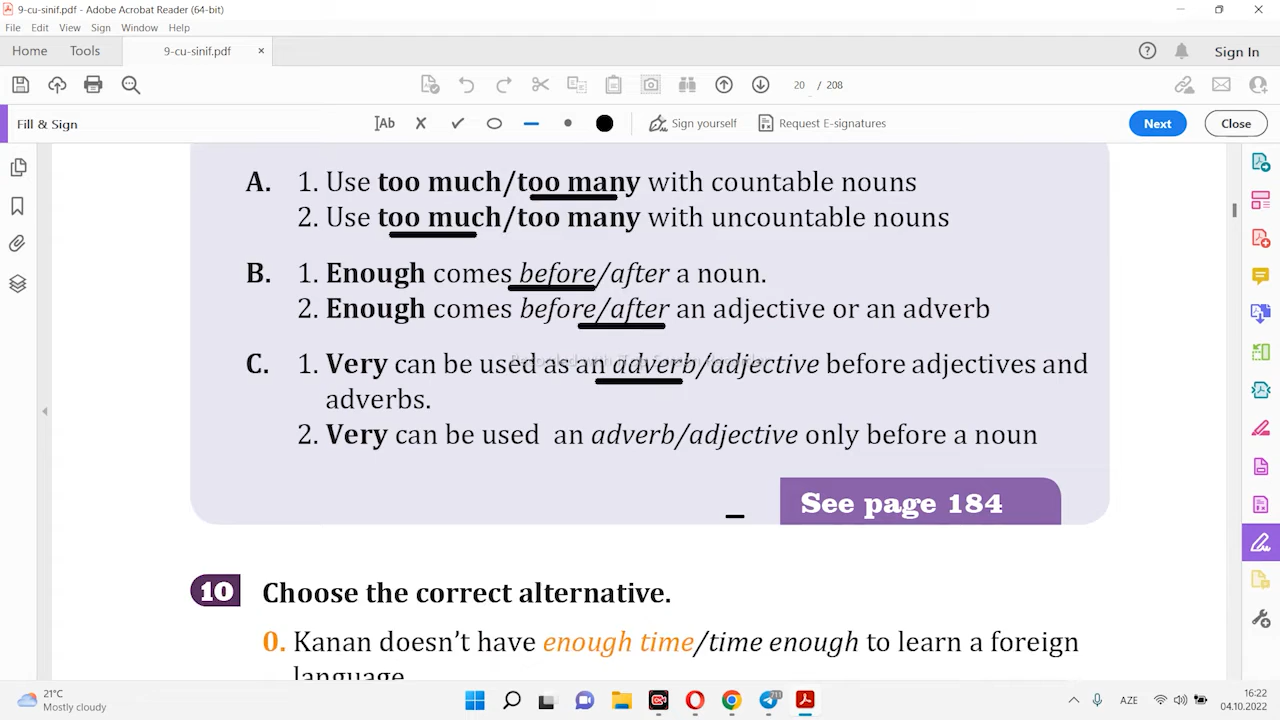 9-cu-sinif.pdf - Adobe Acrobat Reader (64-bit)
File Edit View Sign Window Help
Home Tools 9-cu-sinif.pdf × Sign In
20 / 208
Fill & Sign Ab Sign yourself Request E-signatures Next Close
A. 1. Use too much/too many with countable nouns
2. Use too much/too many with uncountable nouns
B. 1. Enough comes before/after a noun.
2. Enough comes before/after an adjective or an adverb
C. 1. Very can be used as an adverb/adjective before adjectives and
adverbs.
2. Very can be used an adverb/adjective only before a noun
See page 184
10 Choose the correct alternative.
0. Kanan doesn't have enough time/time enough to learn a foreign
language
21°C
Mostly cloudy
AZE
16:22
04.10.2022